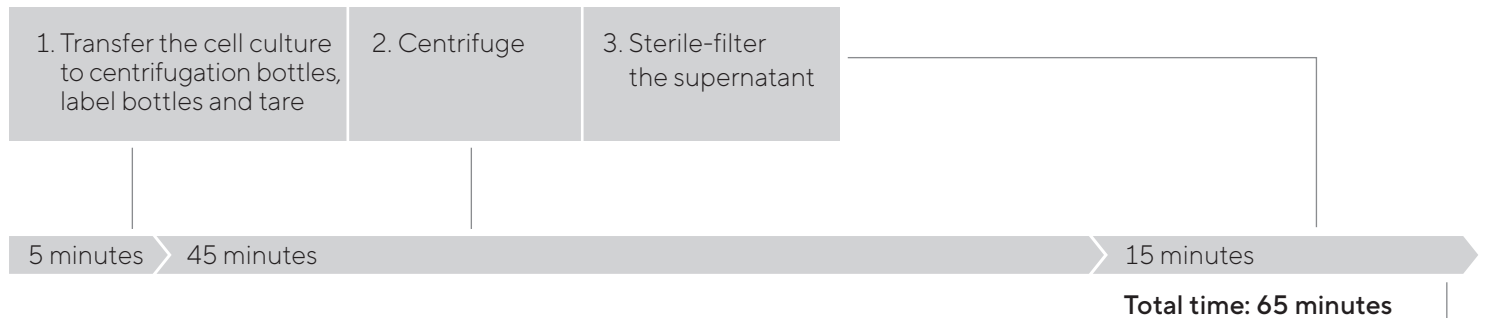 1. Transfer the cell culture
to centrifugation bottles,
label bottles and tare
2. Centrifuge
3. Sterile-filter
the supernatant
5 minutes
45 minutes
15 minutes
Total time: 65 minutes